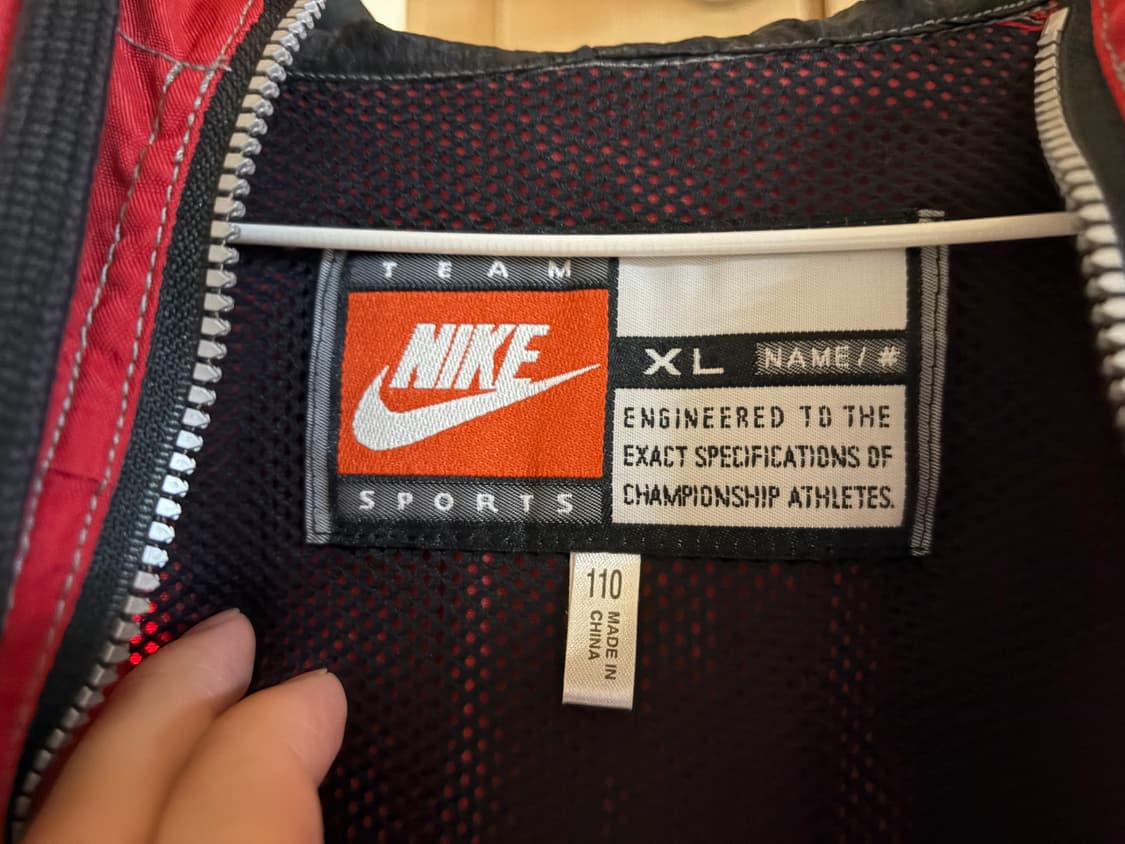 TEAM
NIKE
SPORTS
XL NAME / #
ENGINEERED TO THE
EXACT SPECIFICATIONS OF
CHAMPIONSHIP ATHLETES.
110
MADE IN
CHINA